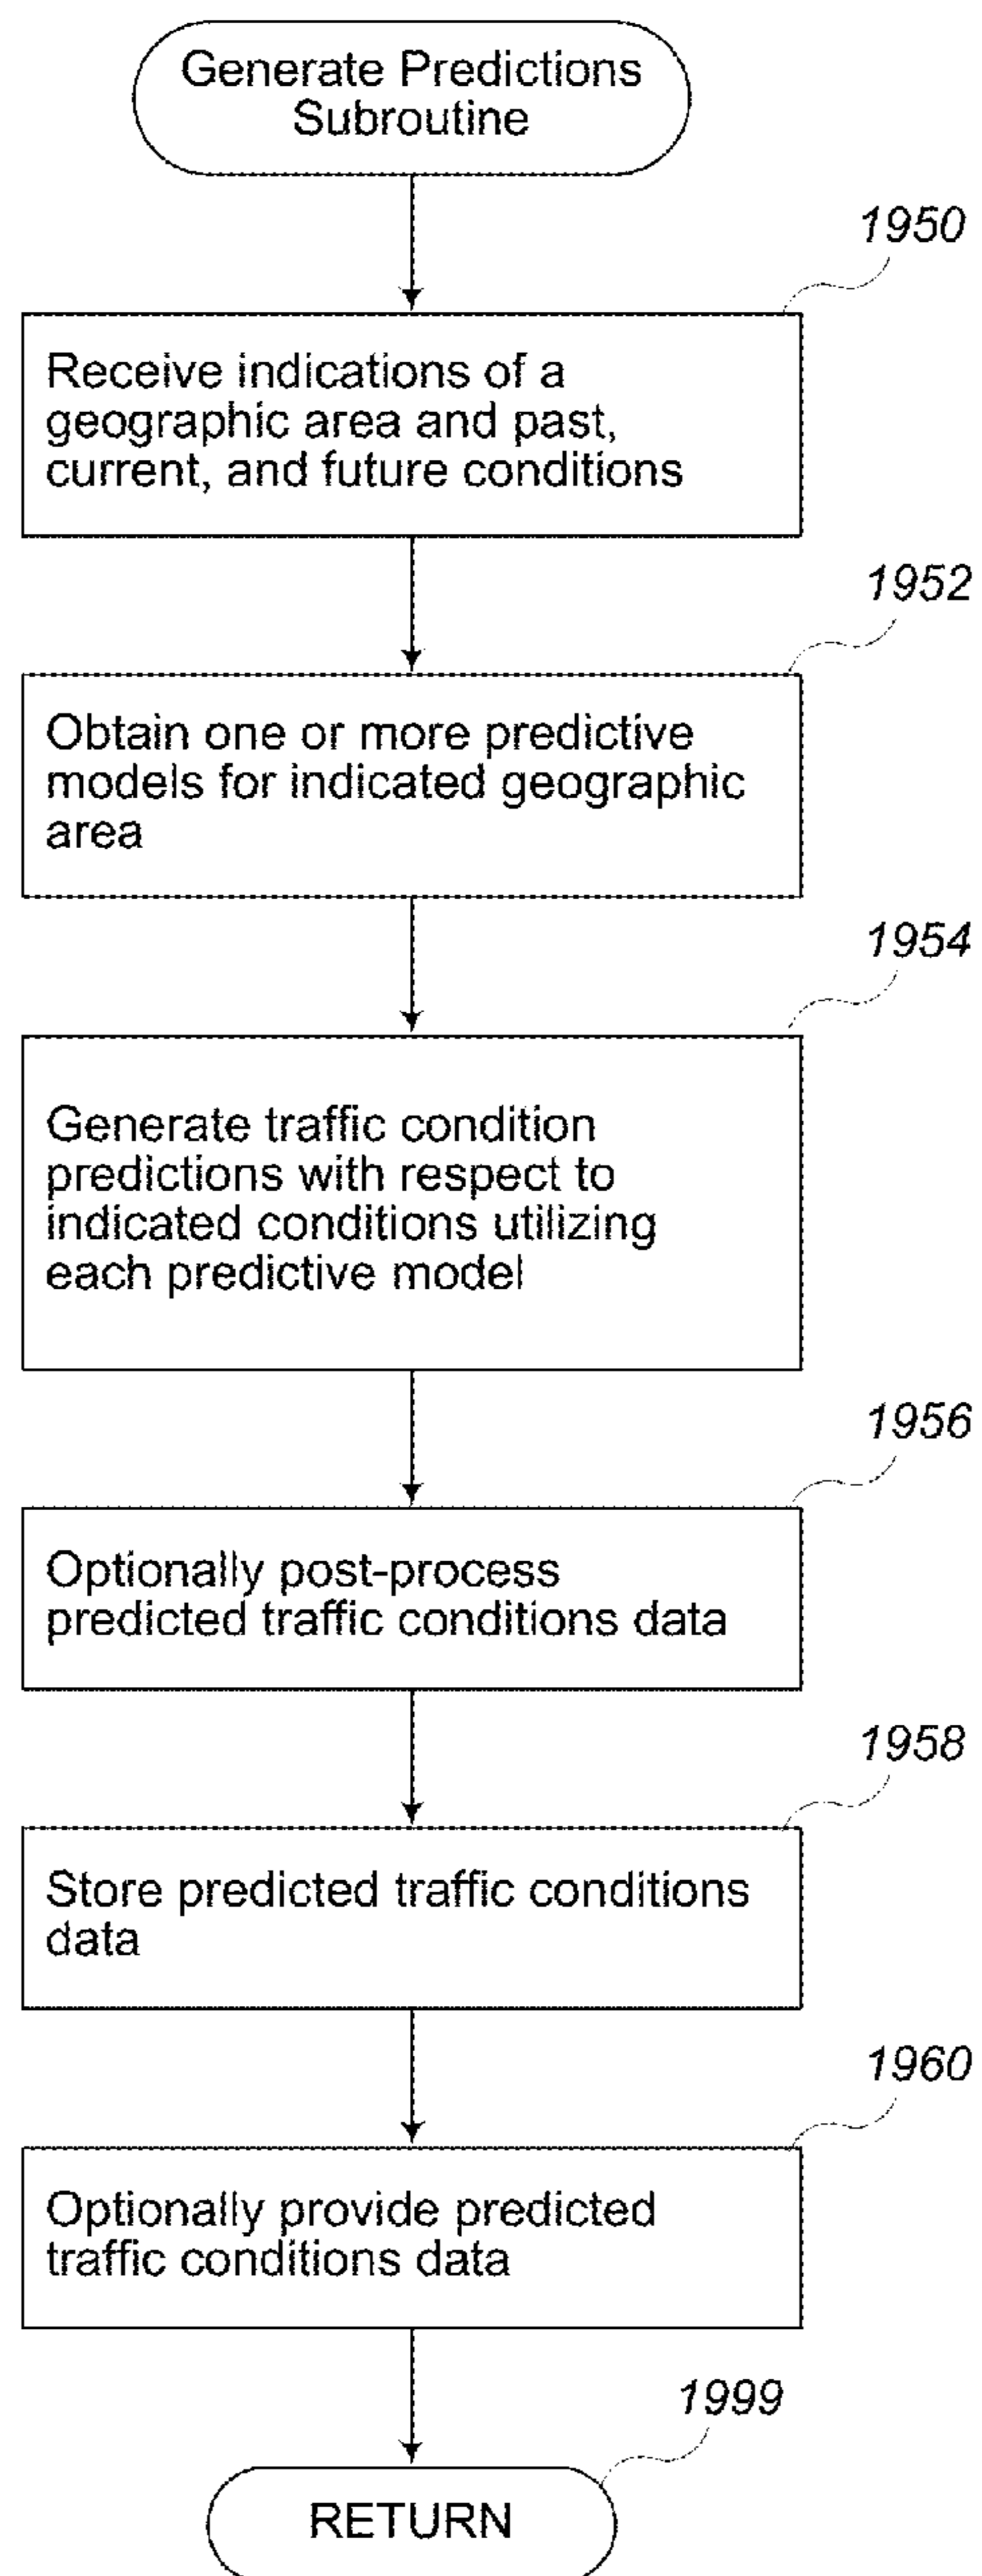 Generate Predictions
Subroutine
1950
Receive indications of a
geographic area and past,
current, and future conditions
1952
Obtain one or more predictive
models for indicated geographic
area
1954
Generate traffic condition
predictions with respect to
indicated conditions utilizing
each predictive model
1956
Optionally post-process
predicted traffic conditions data
1958
Store predicted traffic conditions
data
1960
Optionally provide predicted
traffic conditions data
1999
RETURN